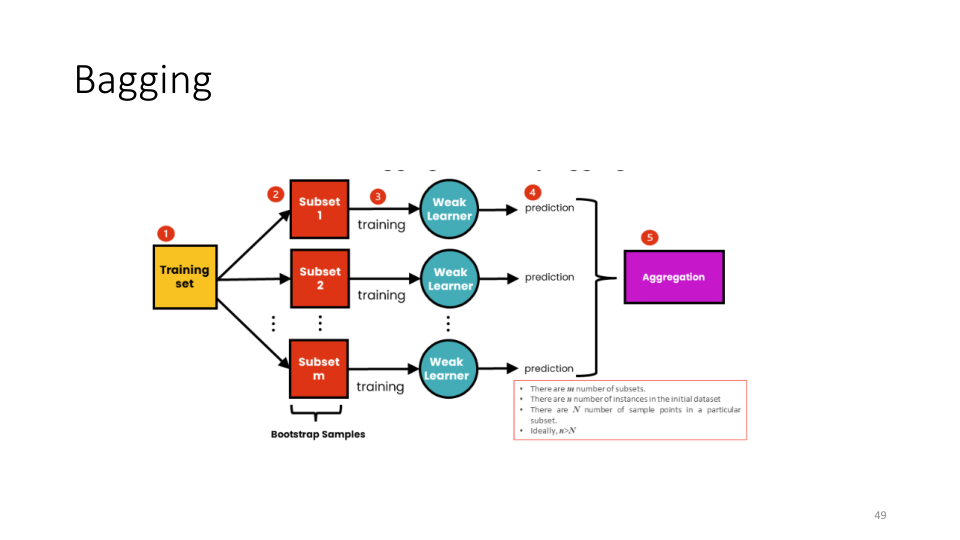 Bagging
1
Training
set
2
Subset
1
3
training
Weak
Learner
4
prediction
Subset
2
training
Weak
Learner
prediction
Subset
m
training
Weak
Learner
prediction
5
Aggregation
Bootstrap Samples
• There are m number of subsets.
• There are n number of instances in the initial dataset
• There are N number of sample points in a particular
subset.
• Ideally, n>N
49